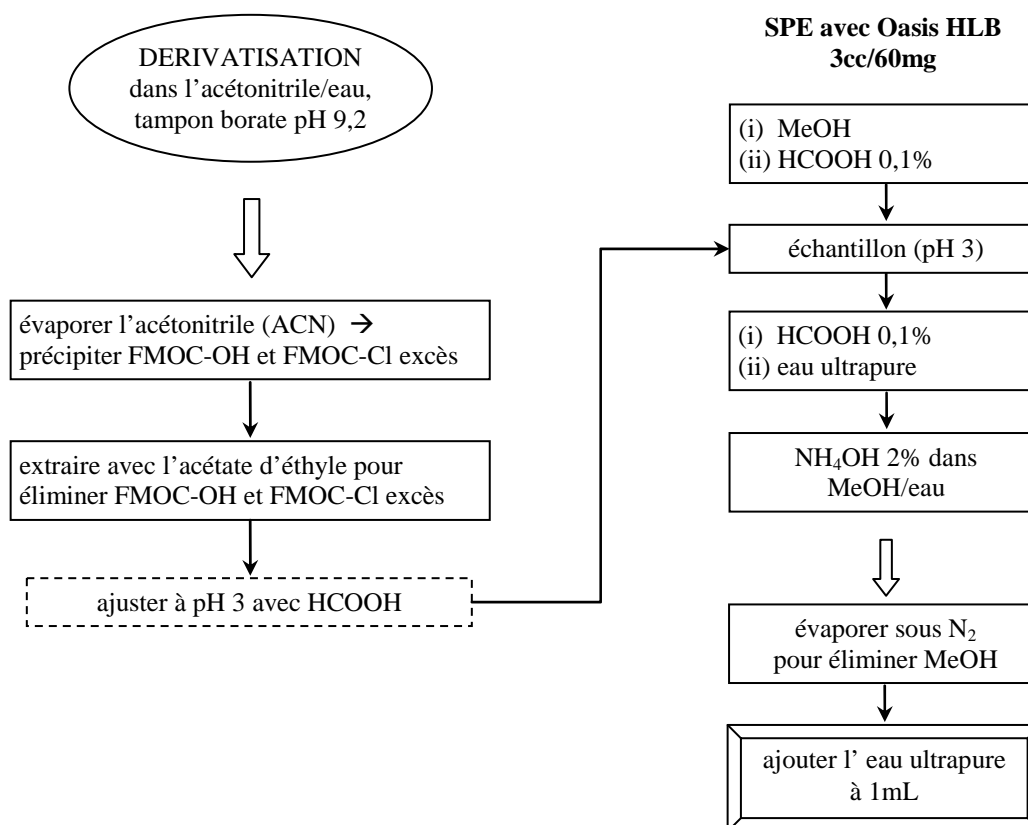 DERIVATISATION
dans l’acétonitrile/eau,
tampon borate pH 9,2
évaporer l’acétonitrile (ACN) →
précipiter FMOC-OH et FMOC-Cl excès
extraire avec l’acétate d’éthyle pour
éliminer FMOC-OH et FMOC-Cl excès
ajuster à pH 3 avec HCOOH
SPE avec Oasis HLB
3cc/60mg
(i) MeOH
(ii) HCOOH 0,1%
échantillon (pH 3)
(i) HCOOH 0,1%
(ii) eau ultrapure
NH₄OH 2% dans
MeOH/eau
évaporer sous N₂
pour éliminer MeOH
ajouter l’ eau ultrapure
à 1mL